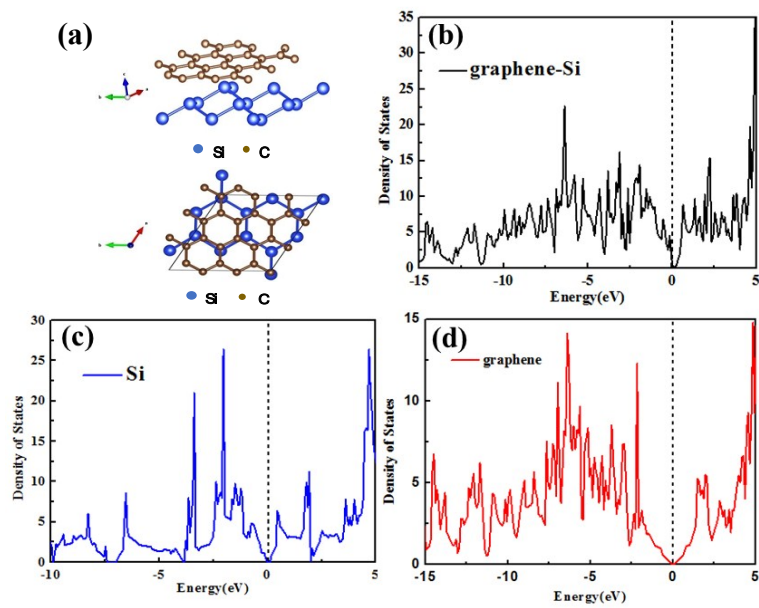 (a)
Si C
Si C
(b)
graphene-Si
Density of States
35
30
25
20
15
10
5
0
-15 -10 -5 0 5
Energy(eV)
(c)
Si
Density of States
30
25
20
15
10
5
0
-10 -5 0 5
Energy(eV)
(d)
graphene
Density of States
15
10
5
0
-15 -10 -5 0 5
Energy(eV)